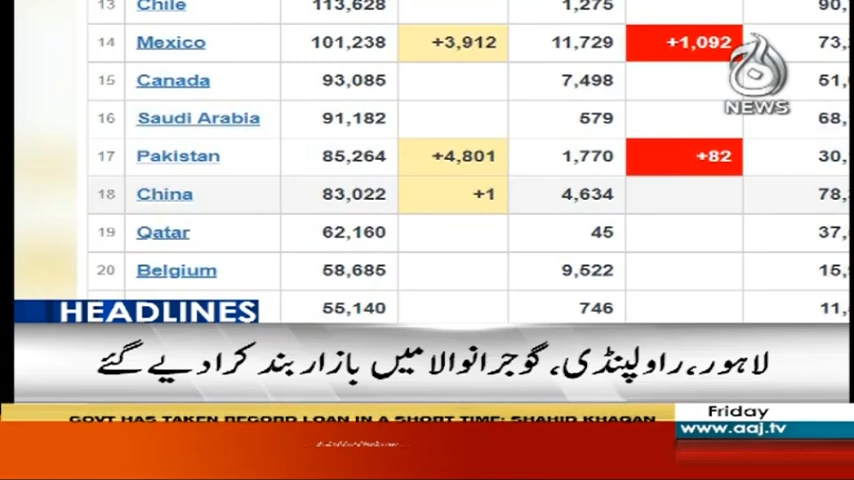 13 Chile 113,628 1,275 90,
14 Mexico 101,238 +3,912 11,729 +1,092 73,
15 Canada 93,085 7,498 51,
16 Saudi Arabia 91,182 579 68,
17 Pakistan 85,264 +4,801 1,770 +82 30,
18 China 83,022 +1 4,634 78,
19 Qatar 62,160 45 37,
20 Belgium 58,685 9,522 15,
55,140 746 11,
NEWS
HEADLINES
لاہور، راولپنڈی، گوجرانوالا میں بازار بند کرا دیے گئے
GOVT HAS TAKEN RECORD LOAN IN A SHORT TIME: SHAHID KHAQAN
Friday
www.aaj.tv